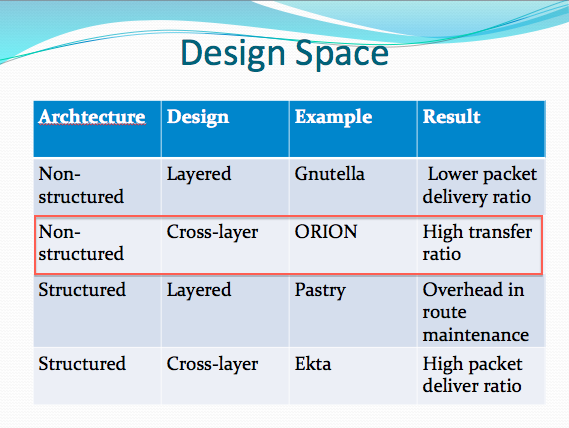 Design Space
Archtecture Design Example Result
Non-structured Layered Gnutella Lower packet delivery ratio
Non-structured Cross-layer ORION High transfer ratio
Structured Layered Pastry Overhead in route maintenance
Structured Cross-layer Ekta High packet deliver ratio